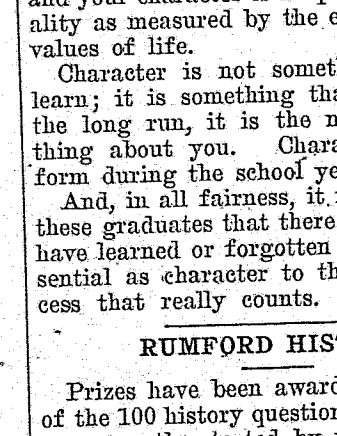 and your character is
ality as measured by the e
values of life.
Character is not somet
learn; it is something tha
the long run, it is the m
thing about you. Chara
form during the school ye
And, in all fairness, it
these graduates that there
have learned or forgotten
sential as character to th
cess that really counts.
RUMFORD HIS
Prizes have been award
of the 100 history question